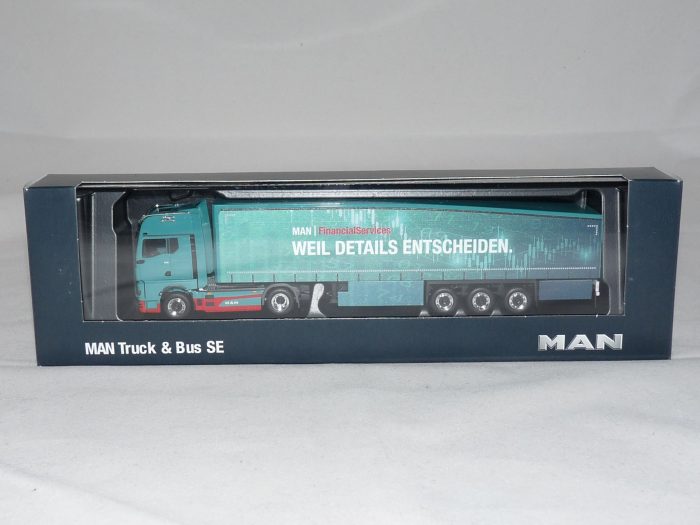 MAN | FinancialServices
WEIL DETAILS ENTSCHEIDEN.
MAN Truck & Bus SE
MAN